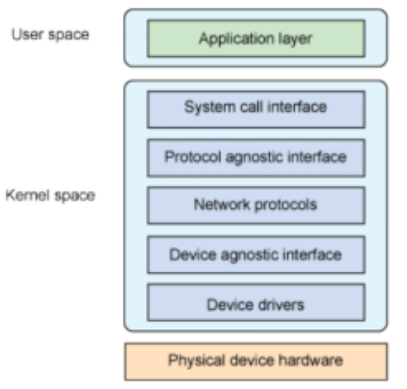 User space
Application layer
System call interface
Protocol agnostic interface
Kernel space
Network protocols
Device agnostic interface
Device drivers
Physical device hardware